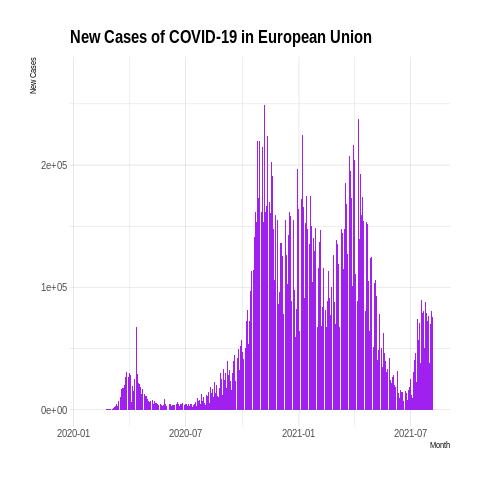 New Cases of COVID-19 in European Union
New Cases
2e+05
1e+05
0e+00
2020-01 2020-07 2021-01 2021-07
Month